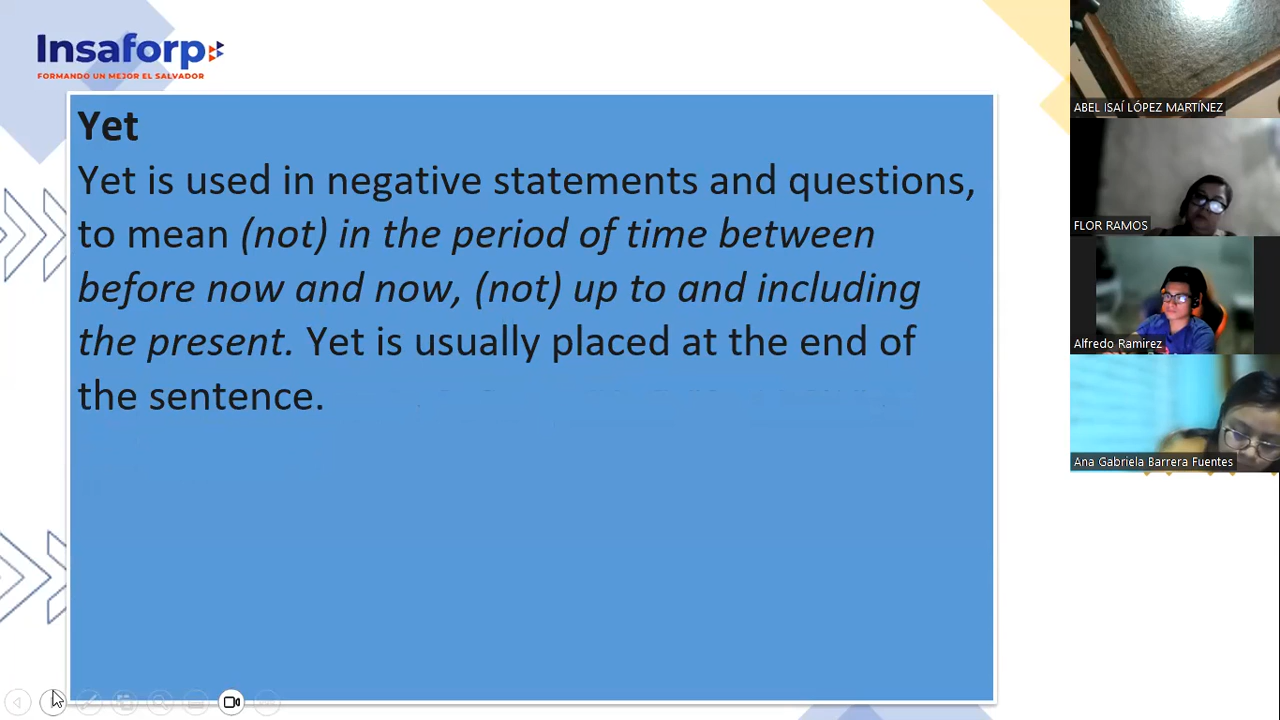 Insaforp
FORMANDO UN MEJOR EL SALVADOR
Yet
Yet is used in negative statements and questions,
to mean (not) in the period of time between
before now and now, (not) up to and including
the present. Yet is usually placed at the end of
the sentence.
ABEL ISAÍ LÓPEZ MARTÍNEZ
FLOR RAMOS
Alfredo Ramirez
Ana Gabriela Barrera Fuentes